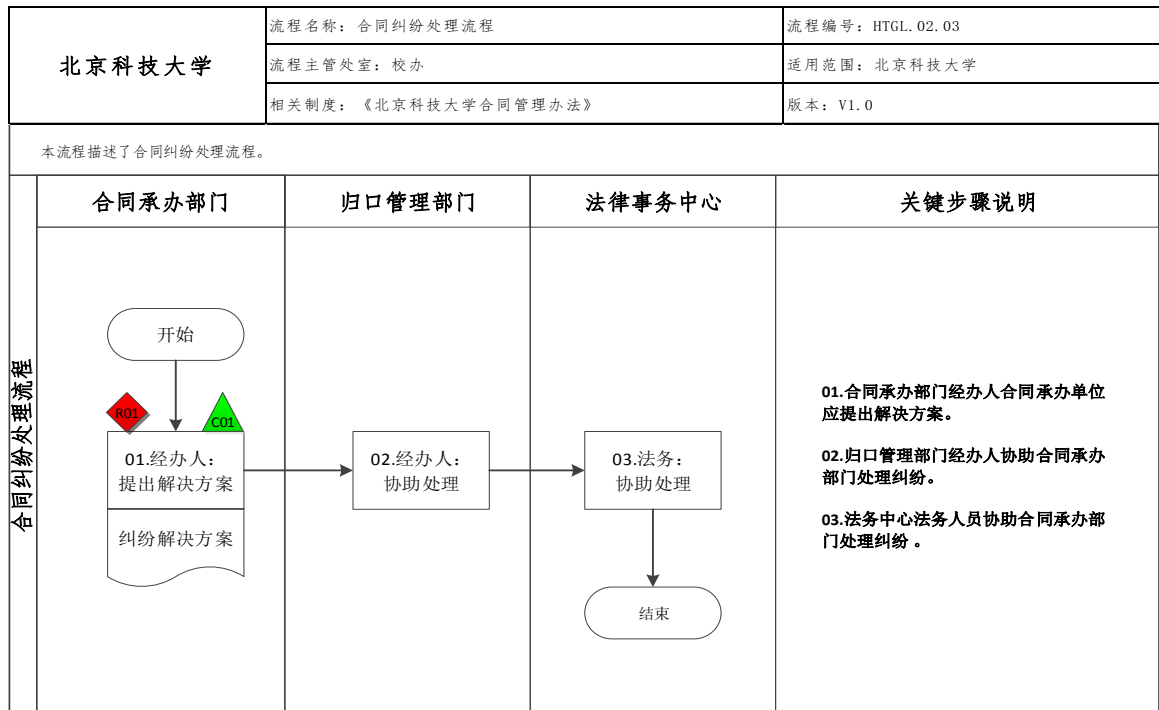 北京科技大学
流程名称：合同纠纷处理流程
流程编号：HTGL.02.03
流程主管处室：校办
适用范围：北京科技大学
相关制度：《北京科技大学合同管理办法》
版本：V1.0
本流程描述了合同纠纷处理流程。
合同纠纷处理流程
合同承办部门
归口管理部门
法律事务中心
关键步骤说明
开始
R01
C01
01.经办人：
提出解决方案
纠纷解决方案
02.经办人：
协助处理
03.法务：
协助处理
结束
01.合同承办部门经办人合同承办单位
应提出解决方案。
02.归口管理部门经办人协助合同承办
部门处理纠纷。
03.法务中心法务人员协助合同承办部
门处理纠纷 。